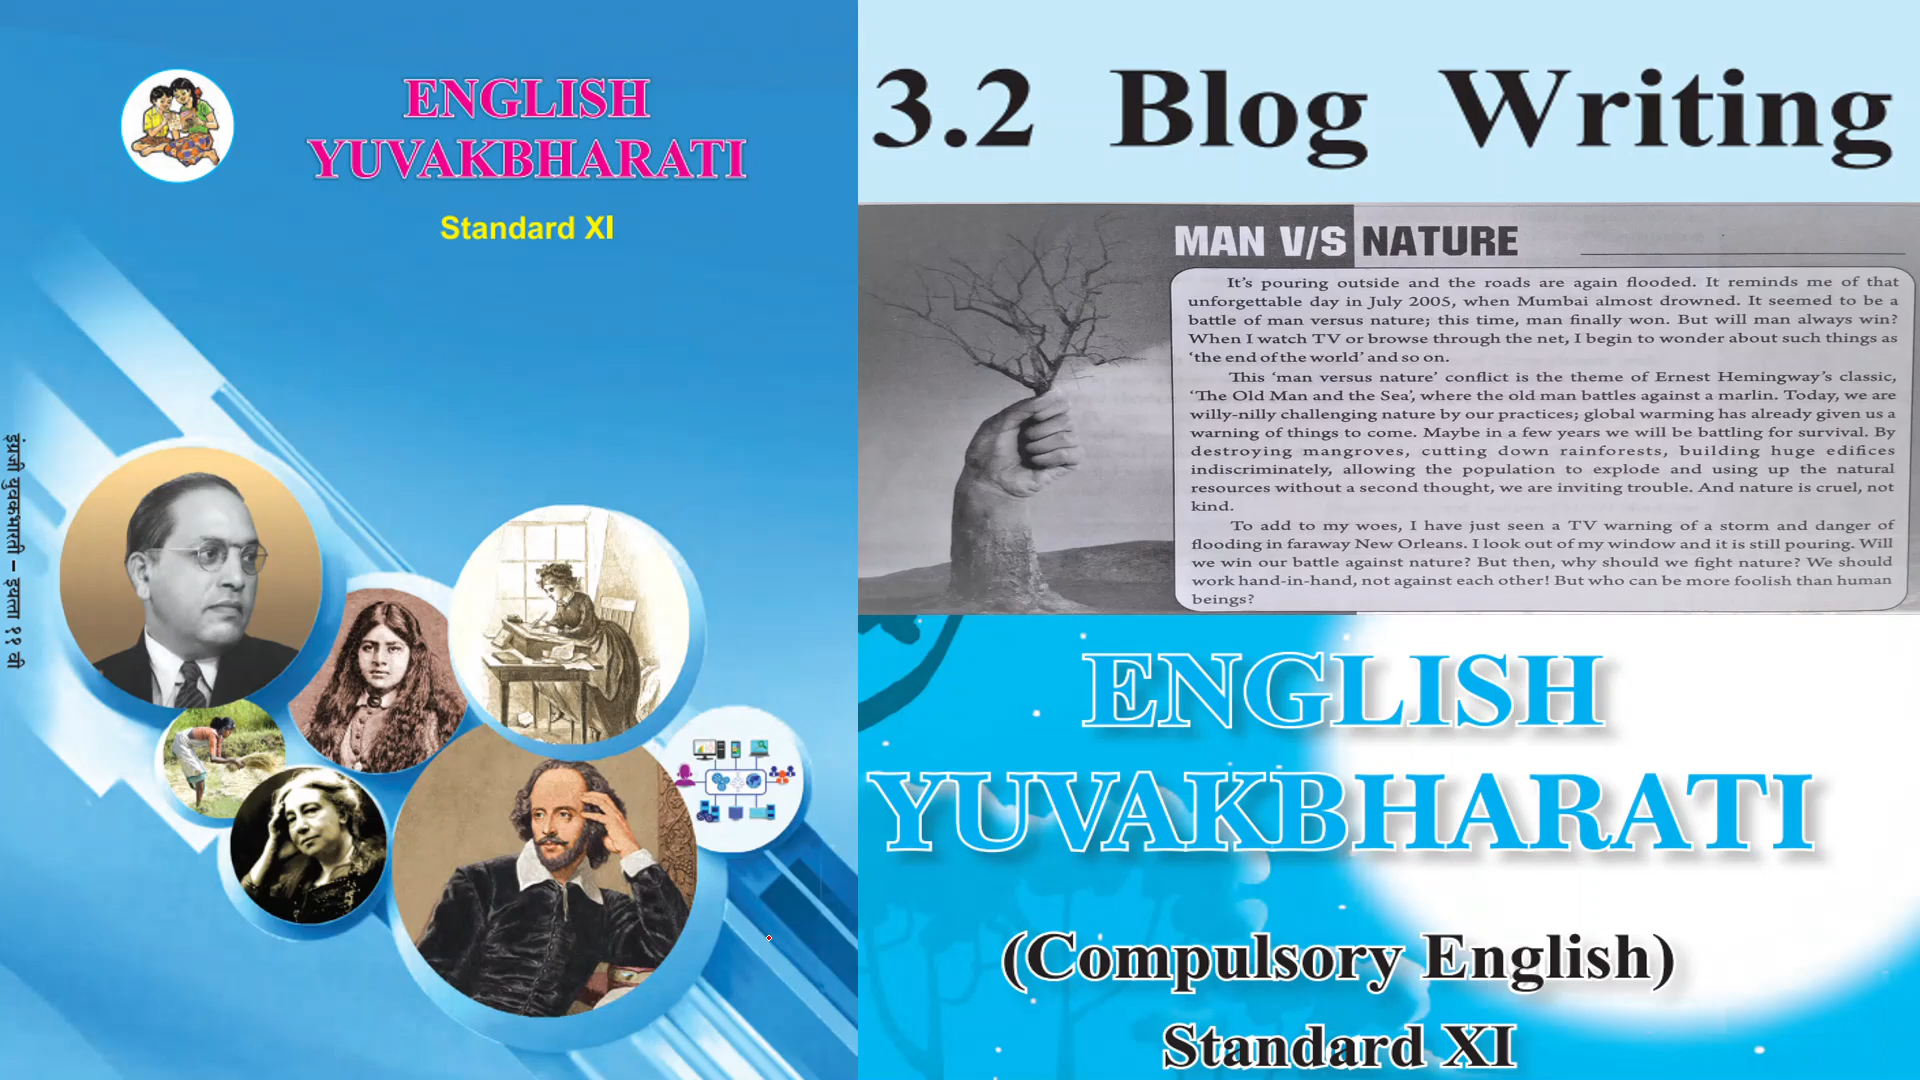 ENGLISH
YUVAKBHARATI
Standard XI
इंग्रजी युवकभारती – इयत्ता ११ वी
3.2 Blog Writing
MAN V/S NATURE
It's pouring outside and the roads are again flooded. It reminds me of that
unforgettable day in July 2005, when Mumbai almost drowned. It seemed to be a
battle of man versus nature; this time, man finally won. But will man always win?
When I watch TV or browse through the net, I begin to wonder about such things as
'the end of the world' and so on.
This 'man versus nature' conflict is the theme of Ernest Hemingway's classic,
'The Old Man and the Sea', where the old man battles against a marlin. Today, we are
willy-nilly challenging nature by our practices; global warming has already given us a
warning of things to come. Maybe in a few years we will be battling for survival. By
destroying mangroves, cutting down rainforests, building huge edifices
indiscriminately, allowing the population to explode and using up the natural
resources without a second thought, we are inviting trouble. And nature is cruel, not
kind.
To add to my woes, I have just seen a TV warning of a storm and danger of
flooding in faraway New Orleans. I look out of my window and it is still pouring. Will
we win our battle against nature? But then, why should we fight nature? We should
work hand-in-hand, not against each other! But who can be more foolish than human
beings?
ENGLISH
YUVAKBHARATI
(Compulsory English)
Standard XI